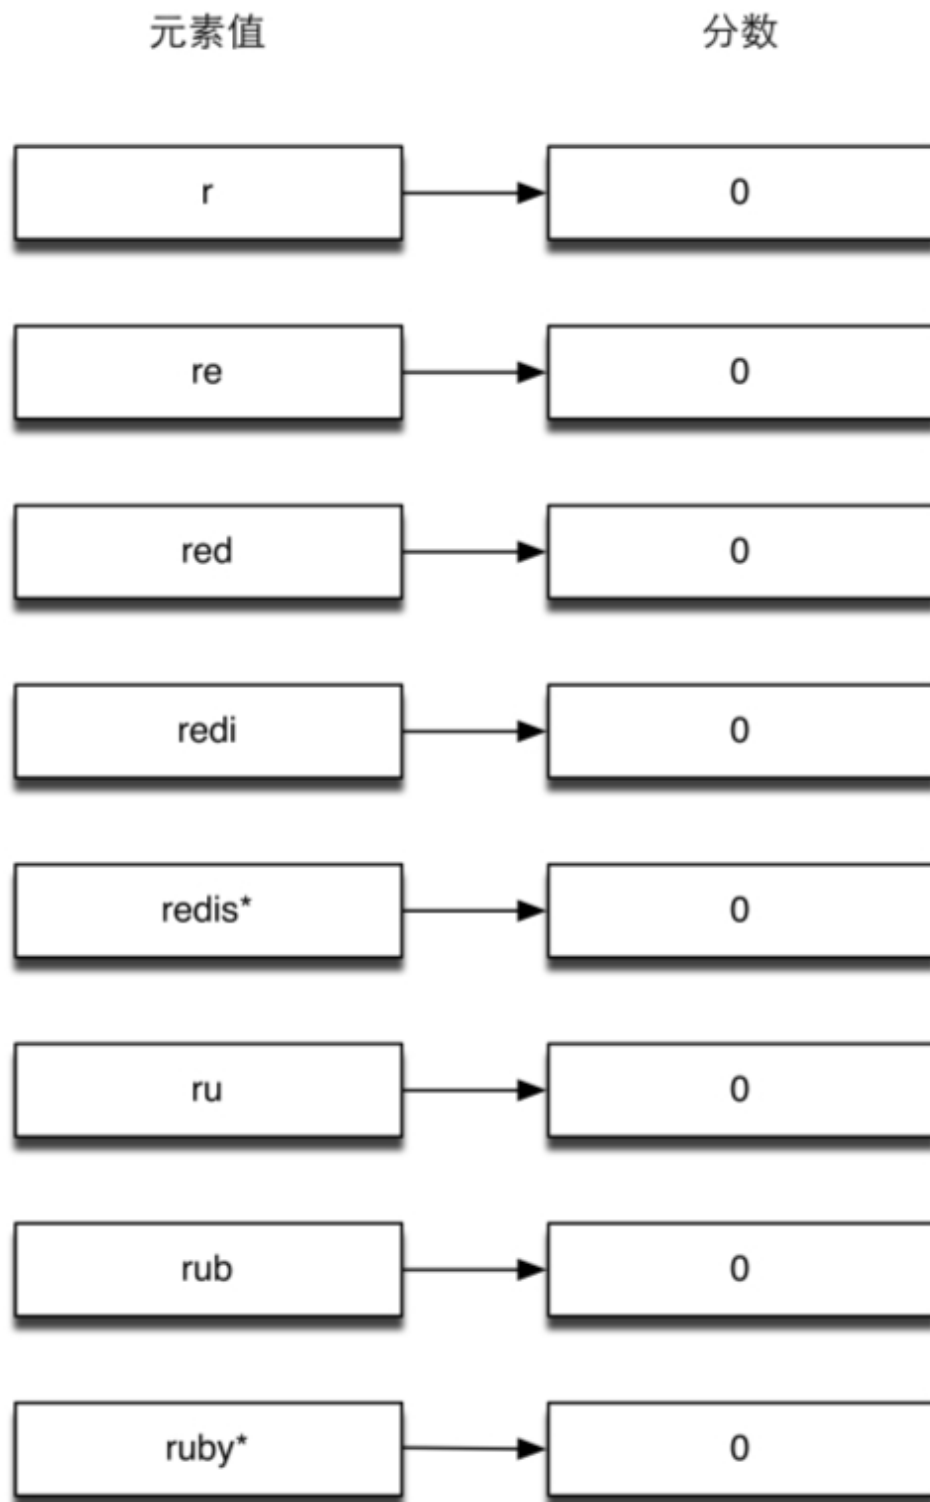 元素值 分数
r 0
re 0
red 0
redi 0
redis* 0
ru 0
rub 0
ruby* 0